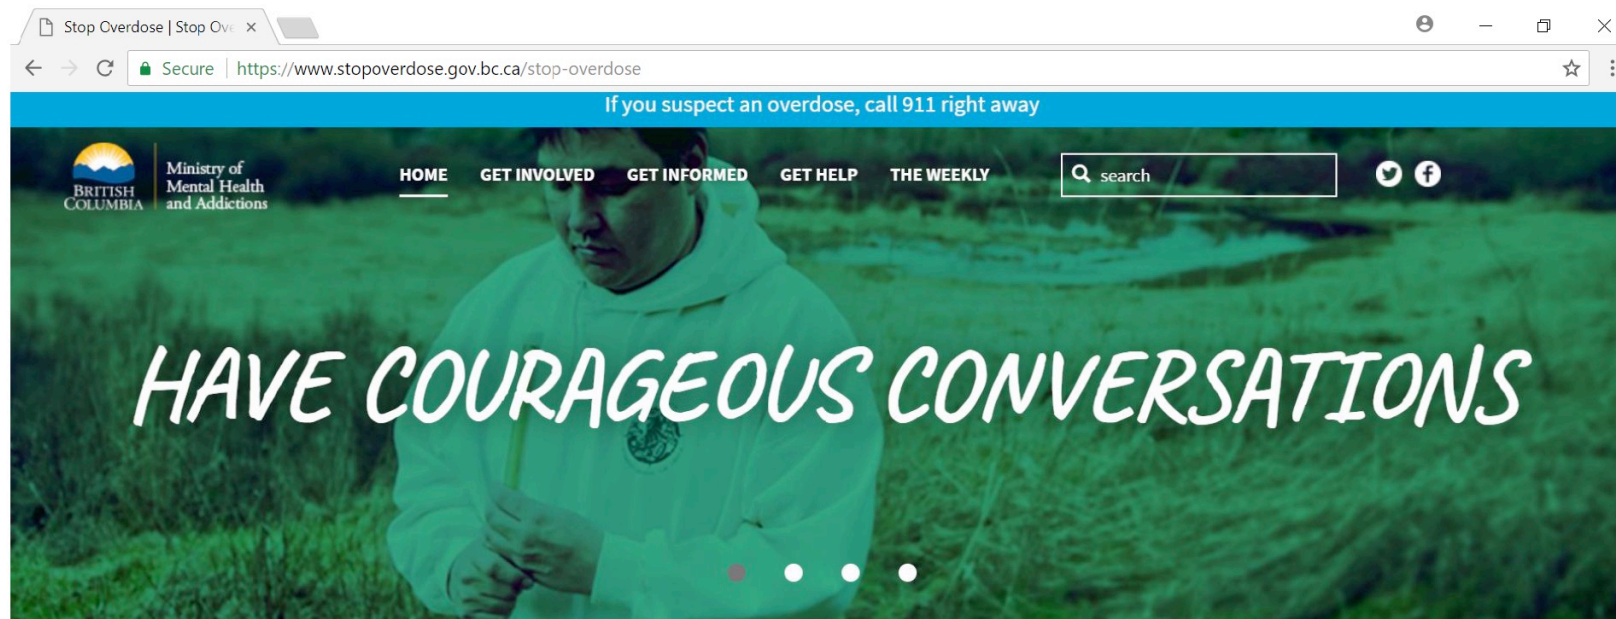 Stop Overdose | Stop Ove
Secure
https://www.stopoverdose.gov.bc.ca/stop-overdose
If you suspect an overdose, call 911 right away
BRITISH
COLUMBIA
Ministry of
Mental Health
and Addictions
HOME GET INVOLVED GET INFORMED GET HELP THE WEEKLY
search
HAVE COURAGEOUS CONVERSATIONS